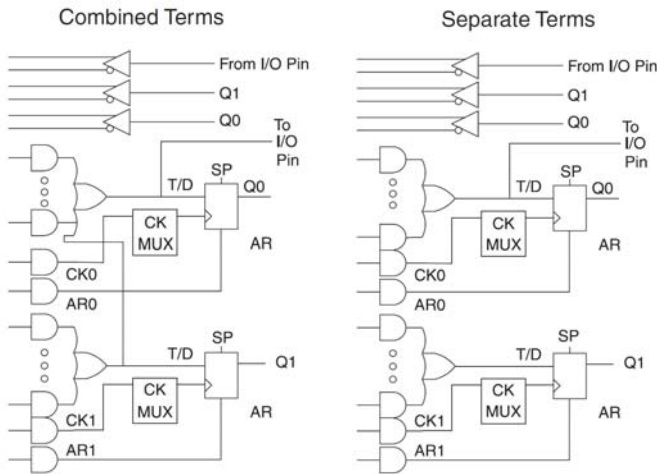 Combined Terms
From I/O Pin
Q1
Q0
To
I/O
Pin
SP
T/D
Q0
CK
MUX
AR
CK0
AR0
SP
T/D
Q1
CK
MUX
AR
CK1
AR1
Separate Terms
From I/O Pin
Q1
Q0
To
I/O
Pin
SP
T/D
Q0
CK
MUX
AR
CK0
AR0
SP
T/D
Q1
CK
MUX
AR
CK1
AR1